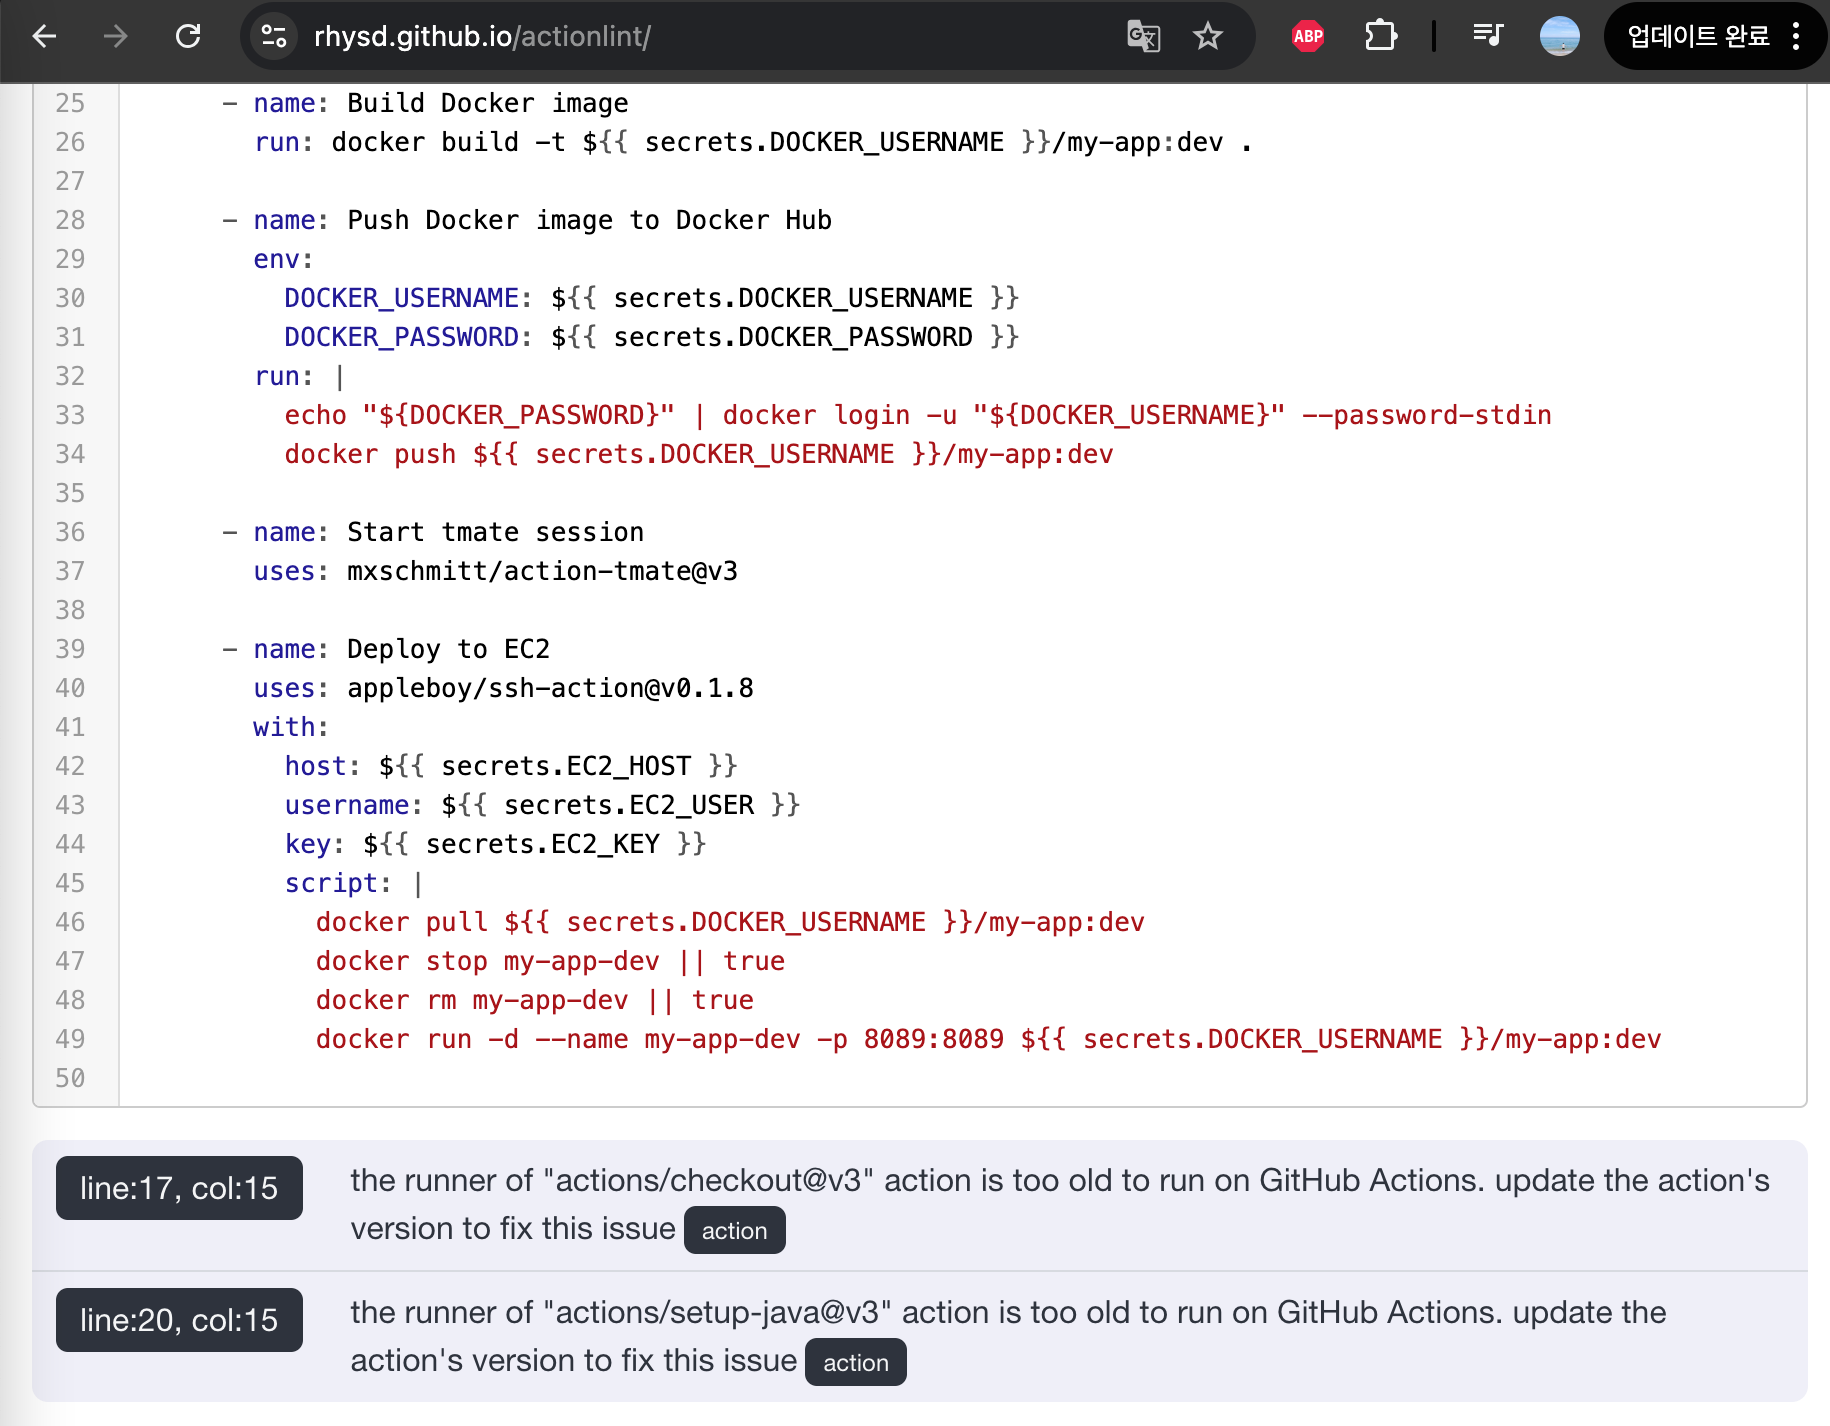 rhysd.github.io/actionlint/
ABP
업데이트 완료
25       - name: Build Docker image
26         run: docker build -t ${{ secrets.DOCKER_USERNAME }}/my-app:dev .
27
28       - name: Push Docker image to Docker Hub
29         env:
30           DOCKER_USERNAME: ${{ secrets.DOCKER_USERNAME }}
31           DOCKER_PASSWORD: ${{ secrets.DOCKER_PASSWORD }}
32         run: |
33           echo "${DOCKER_PASSWORD}" | docker login -u "${DOCKER_USERNAME}" --password-stdin
34           docker push ${{ secrets.DOCKER_USERNAME }}/my-app:dev
35
36       - name: Start tmate session
37         uses: mxschmitt/action-tmate@v3
38
39       - name: Deploy to EC2
40         uses: appleboy/ssh-action@v0.1.8
41         with:
42           host: ${{ secrets.EC2_HOST }}
43           username: ${{ secrets.EC2_USER }}
44           key: ${{ secrets.EC2_KEY }}
45           script: |
46             docker pull ${{ secrets.DOCKER_USERNAME }}/my-app:dev
47             docker stop my-app-dev || true
48             docker rm my-app-dev || true
49             docker run -d --name my-app-dev -p 8089:8089 ${{ secrets.DOCKER_USERNAME }}/my-app:dev
50
line:17, col:15
the runner of "actions/checkout@v3" action is too old to run on GitHub Actions. update the action's
version to fix this issue action
line:20, col:15
the runner of "actions/setup-java@v3" action is too old to run on GitHub Actions. update the
action's version to fix this issue action